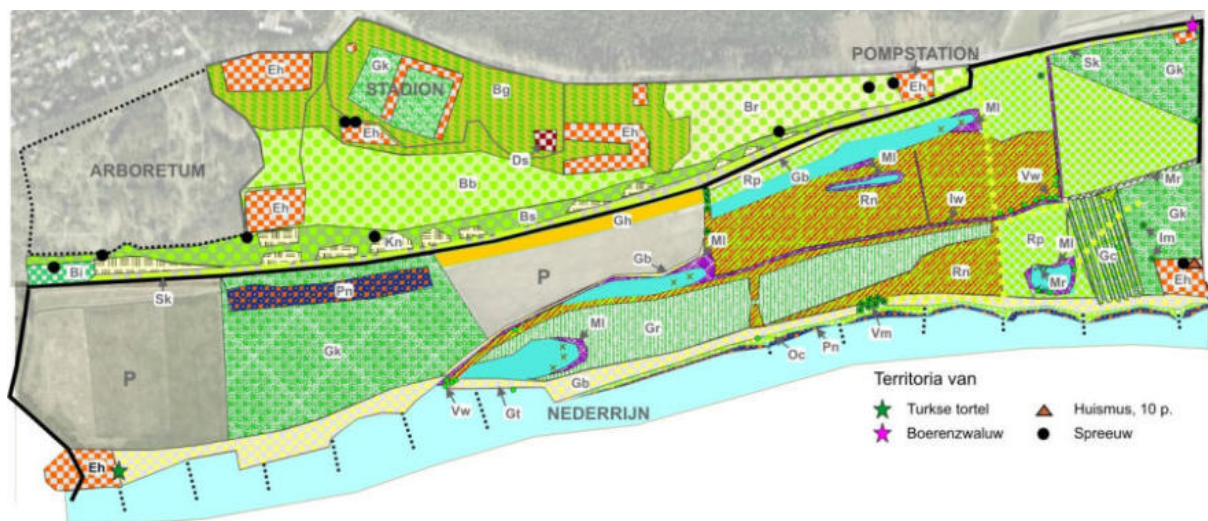 POMPSTATION
Sk
Eh
Gk
STADION
Gk
Bg
Eh
Br
Ml
Eh
Eh
Ds
ARBORETUM
Ml
Bb
Rp
Gb
Vw
Mr
Rn
Eh
Bs
Iw
Gk
Gh
Kn
Ml
Rp
Ml
Im
Gb
Gc
Bi
P
Rn
Mr
Eh
Sk
Pn
Ml
Gr
Vm
Gk
Pn
P
Oc
Territoria van
Gb
Vw
Gt
NEDERRIJN
Turkse tortel
Huismus, 10 p.
Boerenzwaluw
Spreeuw
Eh